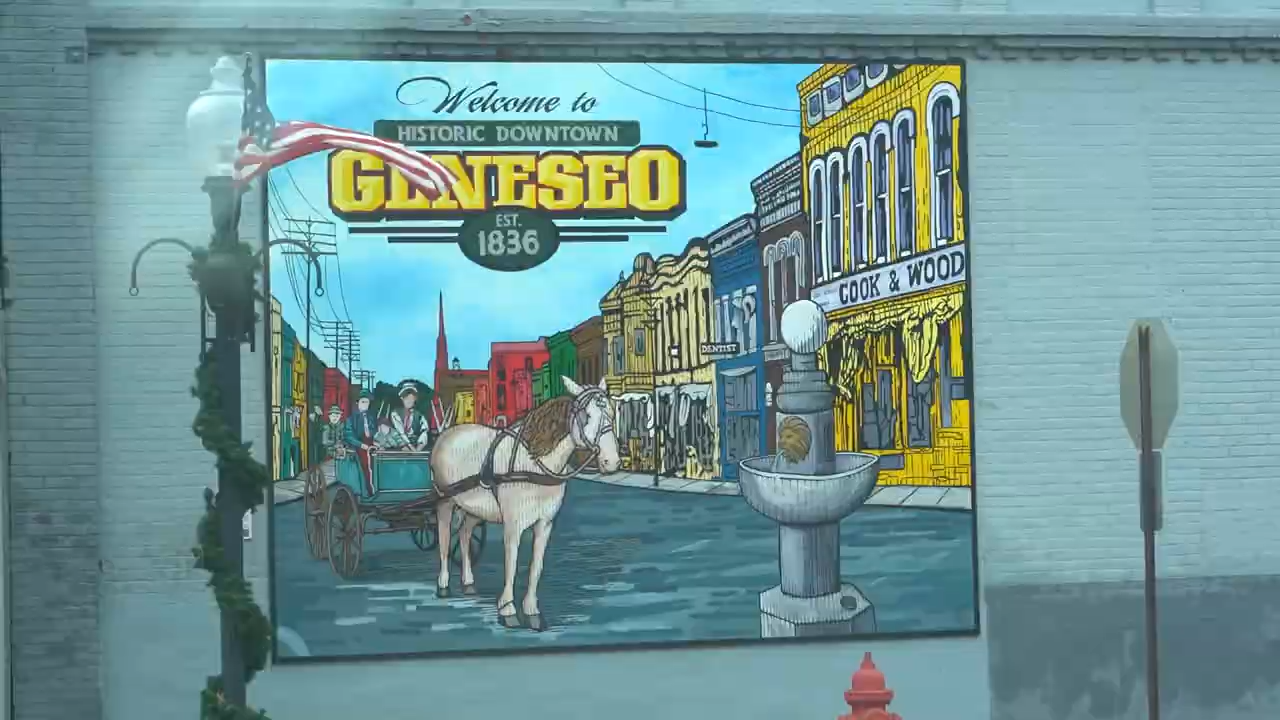 Welcome to
HISTORIC DOWNTOWN
GENESEO
EST.
1836
COOK & WOOD
DENTIST